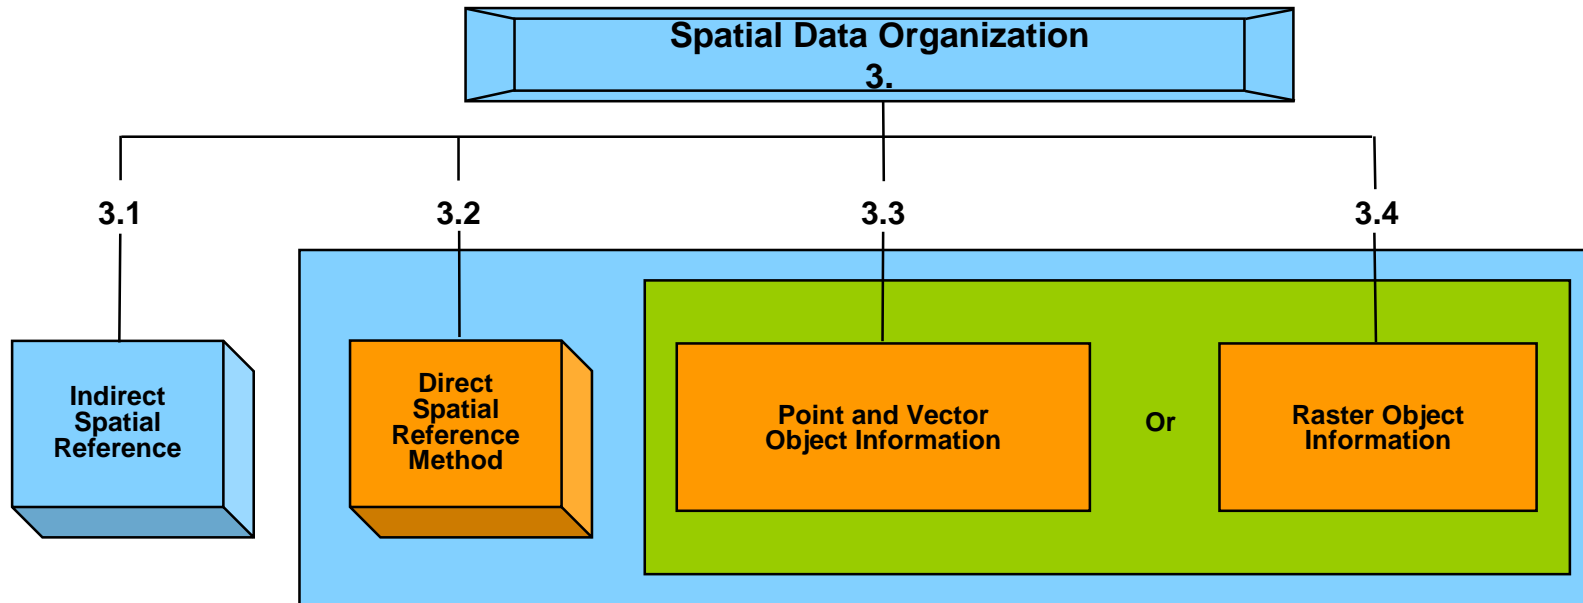 Spatial Data Organization
3.
3.1
3.2
3.3
3.4
Indirect
Spatial
Reference
Direct
Spatial
Reference
Method
Point and Vector
Object Information
Or
Raster Object
Information